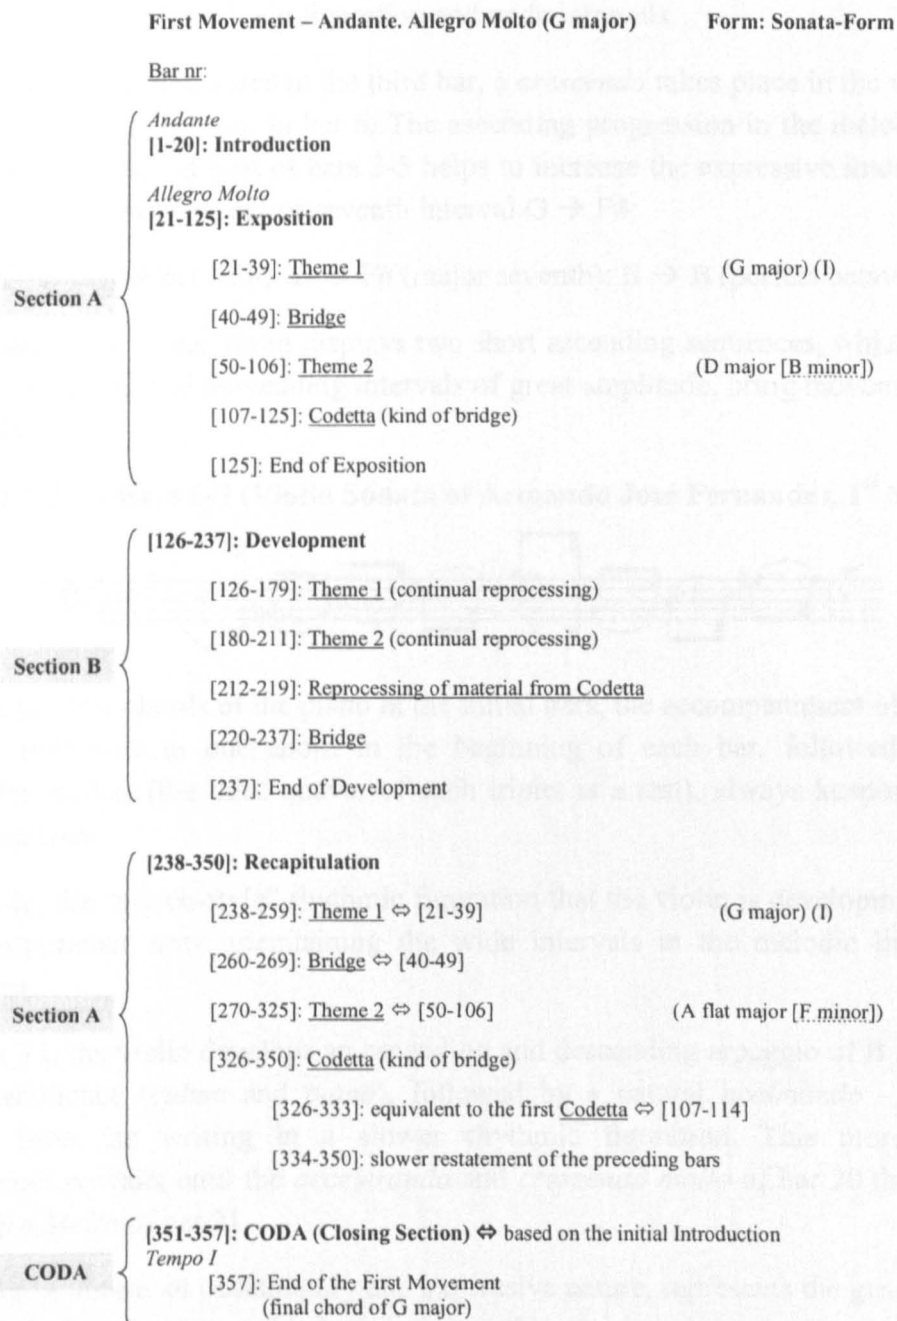 First Movement – Andante. Allegro Molto (G major) Form: Sonata-Form
Bar nr:
Andante
[1-20]: Introduction
Allegro Molto
[21-125]: Exposition
[21-39]: Theme 1 (G major) (I)
Section A
[40-49]: Bridge
[50-106]: Theme 2 (D major [B minor])
[107-125]: Codetta (kind of bridge)
[125]: End of Exposition
[126-237]: Development
[126-179]: Theme 1 (continual reprocessing)
[180-211]: Theme 2 (continual reprocessing)
Section B
[212-219]: Reprocessing of material from Codetta
[220-237]: Bridge
[237]: End of Development
[238-350]: Recapitulation
[238-259]: Theme 1 ⇔ [21-39] (G major) (I)
[260-269]: Bridge ⇔ [40-49]
Section A
[270-325]: Theme 2 ⇔ [50-106] (A flat major [F minor])
[326-350]: Codetta (kind of bridge)
[326-333]: equivalent to the first Codetta ⇔ [107-114]
[334-350]: slower restatement of the preceding bars
[351-357]: CODA (Closing Section) ⇔ based on the initial Introduction
Tempo I
CODA
[357]: End of the First Movement
(final chord of G major)